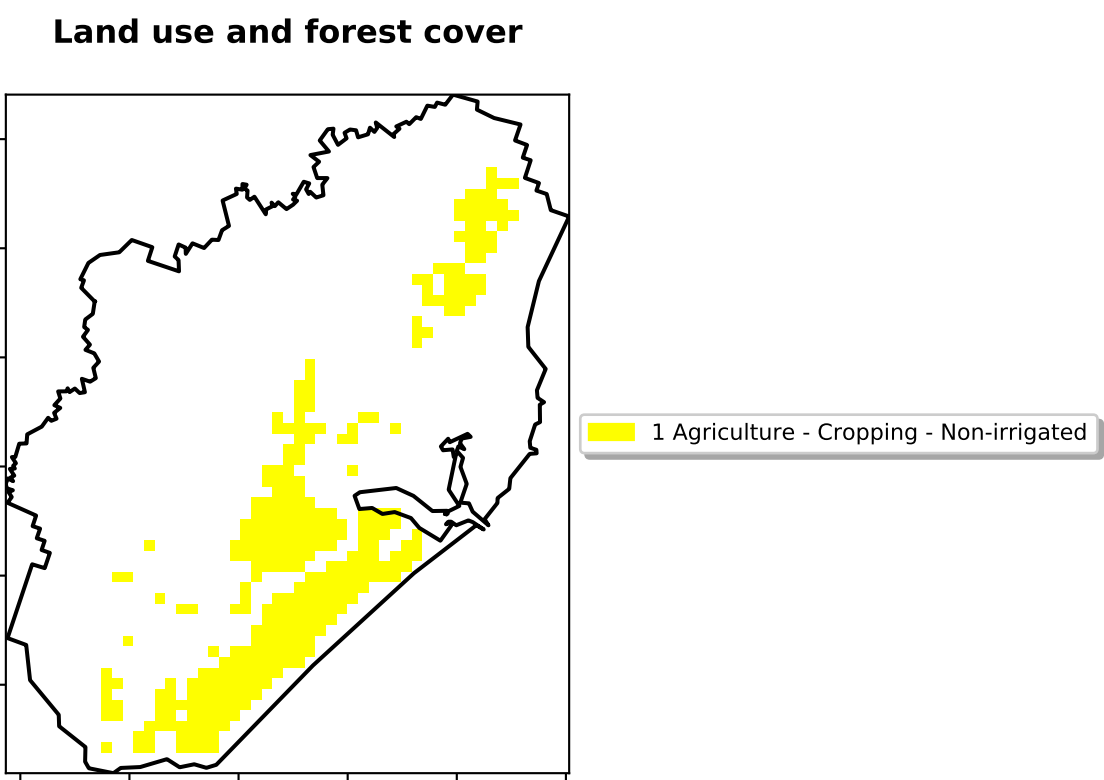 Land use and forest cover
1 Agriculture - Cropping - Non-irrigated